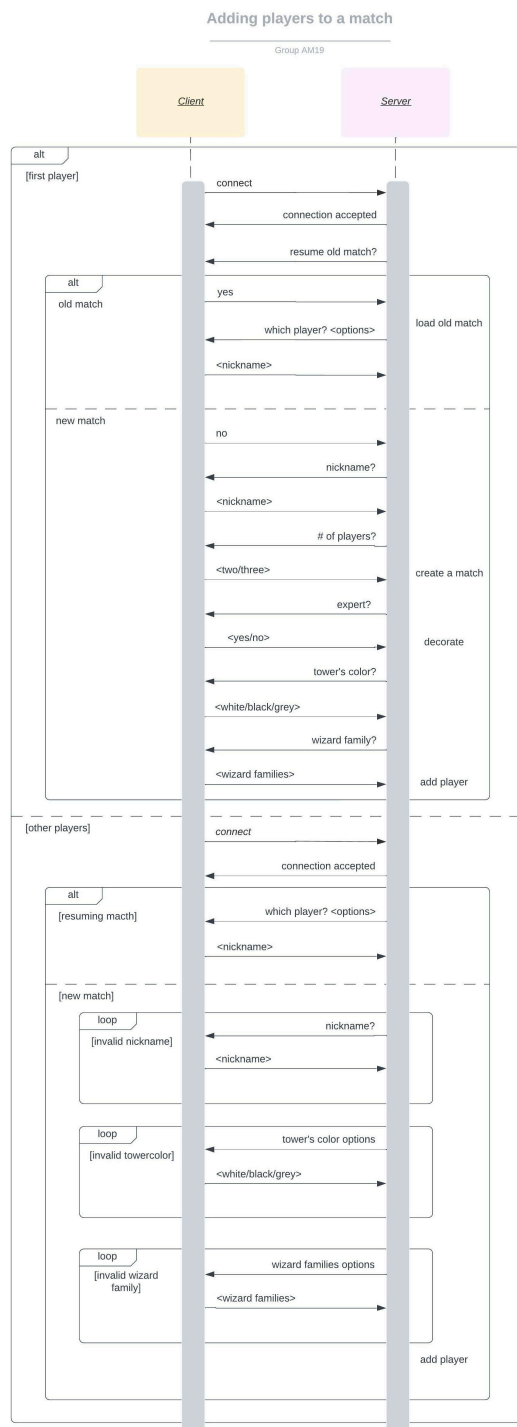 Adding players to a match
Group AM19
Client
Server
alt
[first player]
connect
connection accepted
resume old match?
alt
old match
yes
load old match
which player? <options>
<nickname>
new match
no
nickname?
<nickname>
# of players?
<two/three>
create a match
expert?
<yes/no>
decorate
tower's color?
<white/black/grey>
wizard family?
<wizard families>
add player
[other players]
connect
connection accepted
alt
which player? <options>
[resuming macth]
<nickname>
[new match]
loop
nickname?
[invalid nickname]
<nickname>
loop
tower's color options
[invalid towercolor]
<white/black/grey>
loop
wizard families options
[invalid wizard
family]
<wizard families>
add player